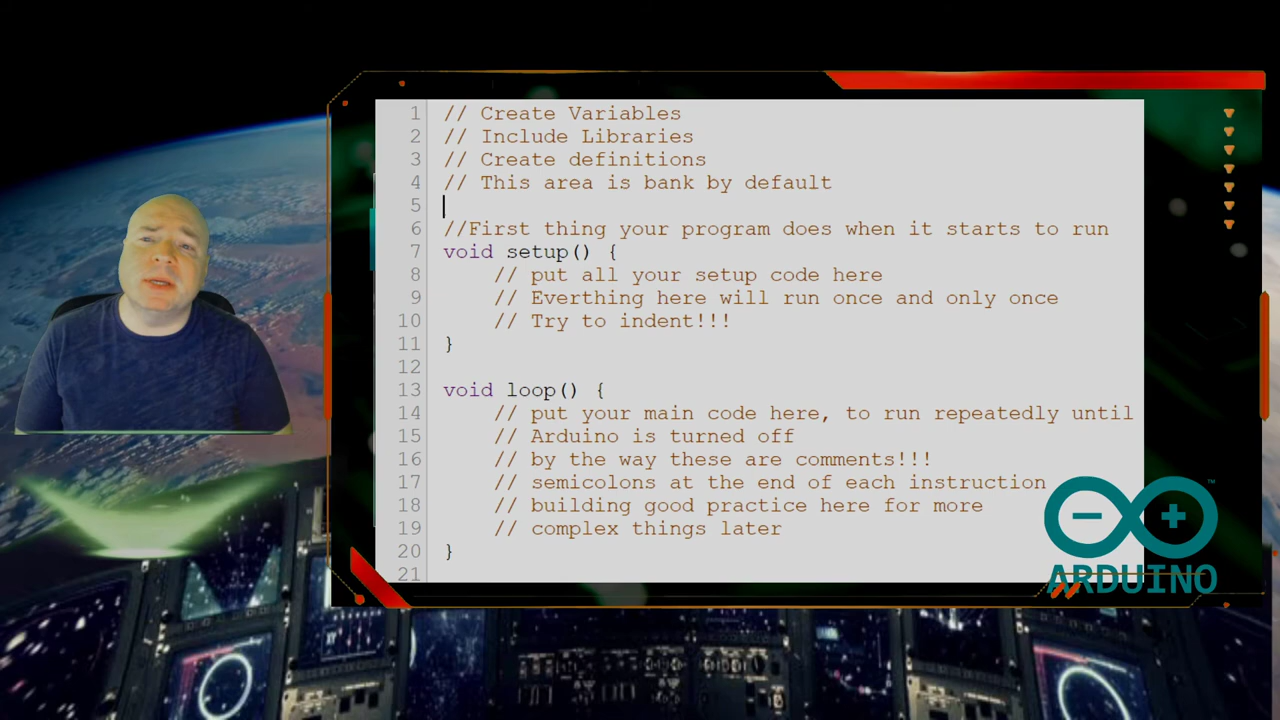 1 // Create Variables
2 // Include Libraries
3 // Create definitions
4 // This area is bank by default
5
6 //First thing your program does when it starts to run
7 void setup() {
8 // put all your setup code here
9 // Everthing here will run once and only once
10 // Try to indent!!!
11 }
12
13 void loop() {
14 // put your main code here, to run repeatedly until
15 // Arduino is turned off
16 // by the way these are comments!!!
17 // semicolons at the end of each instruction
18 // building good practice here for more
19 // complex things later
20 }
21
ARDUINO
TM